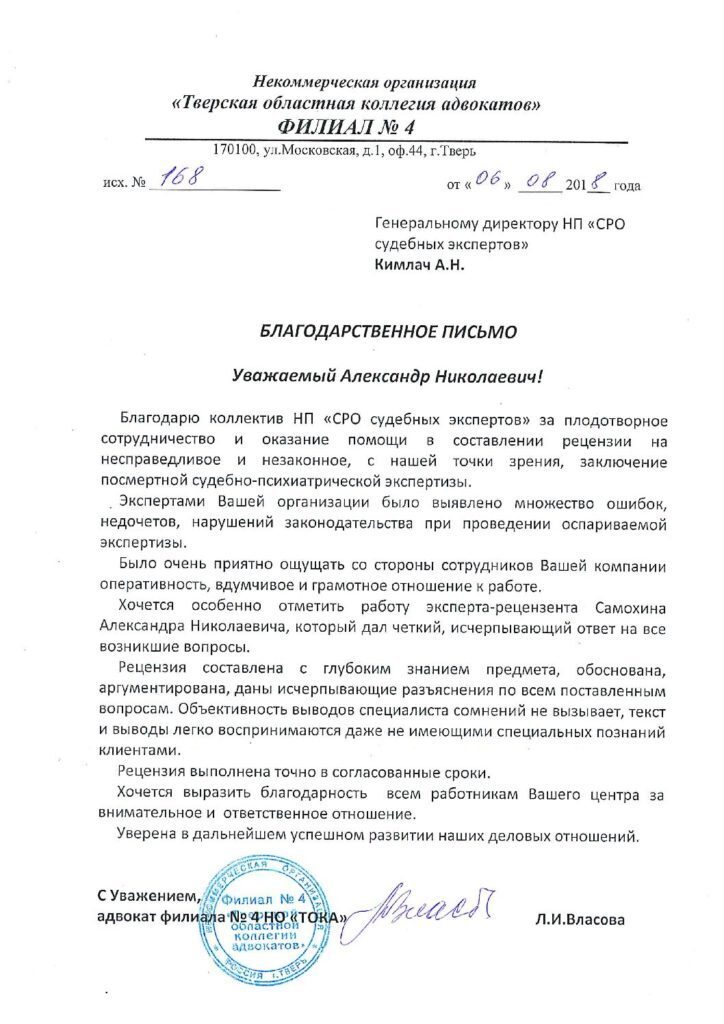 Некоммерческая организация
«Тверская областная коллегия адвокатов»
ФИЛИАЛ № 4
170100, ул.Московская, д.1, оф.44, г.Тверь
исх. № 168 от « 06 » 08 2018 года
Генеральному директору НП «СРО
судебных экспертов»
Кимлач А.Н.
БЛАГОДАРСТВЕННОЕ ПИСЬМО
Уважаемый Александр Николаевич!
Благодарю коллектив НП «СРО судебных экспертов» за плодотворное
сотрудничество и оказание помощи в составлении рецензии на
несправедливое и незаконное, с нашей точки зрения, заключение
посмертной судебно-психиатрической экспертизы.
Экспертами Вашей организации было выявлено множество ошибок,
недочетов, нарушений законодательства при проведении оспариваемой
экспертизы.
Было очень приятно ощущать со стороны сотрудников Вашей компании
оперативность, вдумчивое и грамотное отношение к работе.
Хочется особенно отметить работу эксперта-рецензента Самохина
Александра Николаевича, который дал четкий, исчерпывающий ответ на все
возникшие вопросы.
Рецензия составлена с глубоким знанием предмета, обоснована,
аргументирована, даны исчерпывающие разъяснения по всем поставленным
вопросам. Объективность выводов специалиста сомнений не вызывает, текст
и выводы легко воспринимаются даже не имеющими специальных познаний
клиентами.
Рецензия выполнена точно в согласованные сроки.
Хочется выразить благодарность всем работникам Вашего центра за
внимательное и ответственное отношение.
Уверена в дальнейшем успешном развитии наших деловых отношений.
С Уважением,
адвокат филиала № 4 НО «ТОКА» Л.И.Власова
НЕКОММЕРЧЕСКАЯ ОРГАНИЗАЦИЯ
Филиал № 4
«Тверской
областной
коллегии
адвокатов»
РОССИЯ г.ТВЕРЬ